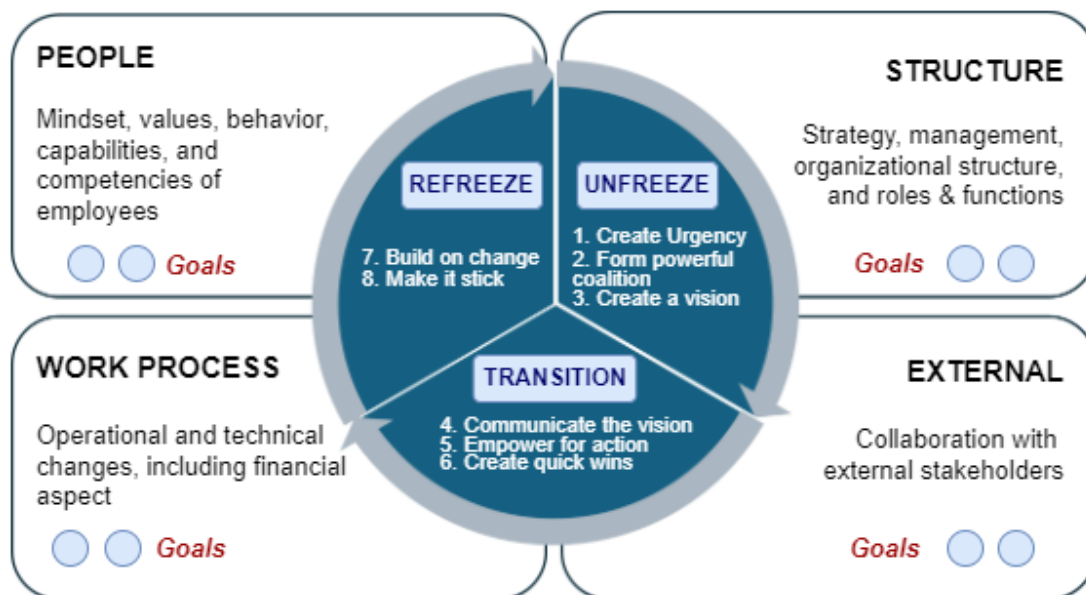 PEOPLE
Mindset, values, behavior,
capabilities, and
competencies of
employees
Goals
STRUCTURE
Strategy, management,
organizational structure,
and roles & functions
Goals
REFREEZE
7. Build on change
8. Make it stick
UNFREEZE
1. Create Urgency
2. Form powerful
coalition
3. Create a vision
TRANSITION
4. Communicate the vision
5. Empower for action
6. Create quick wins
WORK PROCESS
Operational and technical
changes, including financial
aspect
Goals
EXTERNAL
Collaboration with
external stakeholders
Goals